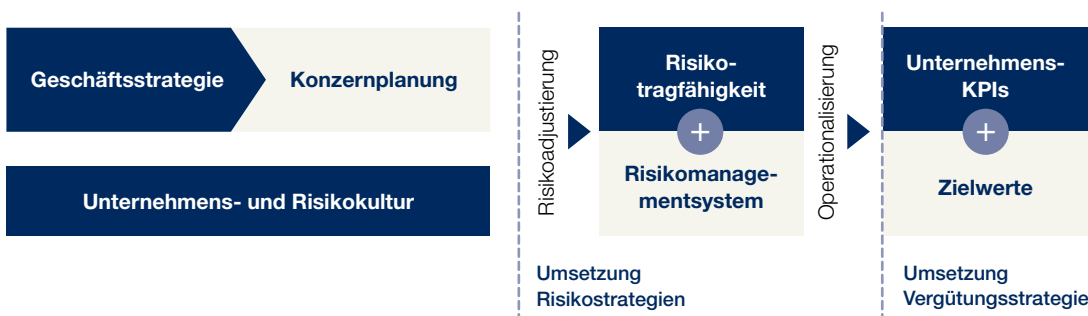 Geschäftsstrategie
Konzernplanung
Unternehmens- und Risikokultur
Risikoadjustierung
Risiko-
tragfähigkeit
+
Risikomanage-
mentsystem
Umsetzung
Risikostrategien
Operationalisierung
Unternehmens-
KPIs
+
Zielwerte
Umsetzung
Vergütungsstrategie